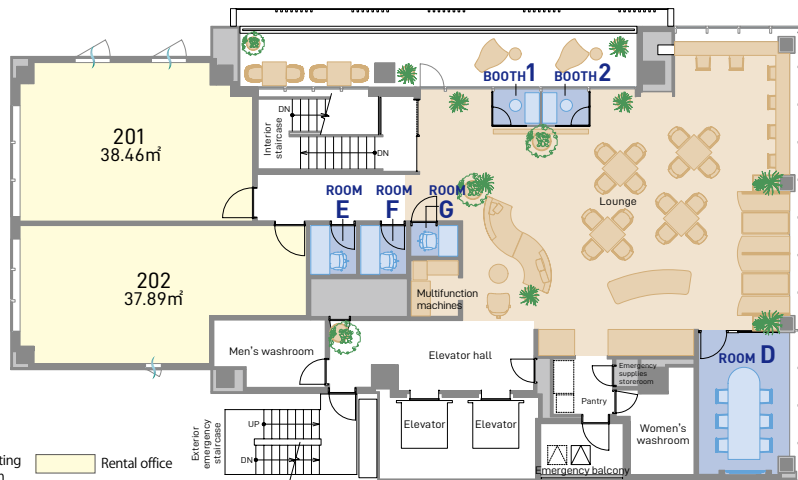 BOOTH 1
BOOTH 2
201
38.46㎡
Interior
staircase
DN
DN
ROOM
E
ROOM
F
ROOM
G
Lounge
202
37.89㎡
Multifunction
machines
Men's washroom
Elevator hall
Emergency
supplies
storeroom
ROOM D
Pantry
Women's
washroom
Elevator
Elevator
Exterior
emergency
staircase
UP
DN
Emergency balcony
ting
Rental office